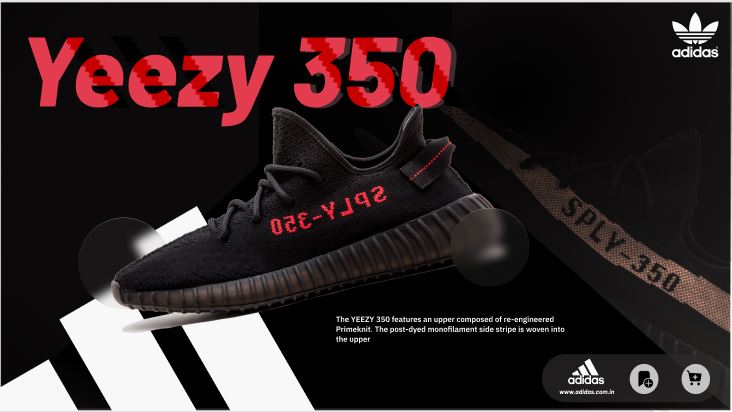 Yeezy 350
adidas
SPLY-350
SPLY-350
The YEEZY 350 features an upper composed of re-engineered
Primeknit. The post-dyed monofilament side stripe is woven into
the upper
adidas
www.adidas.com.in